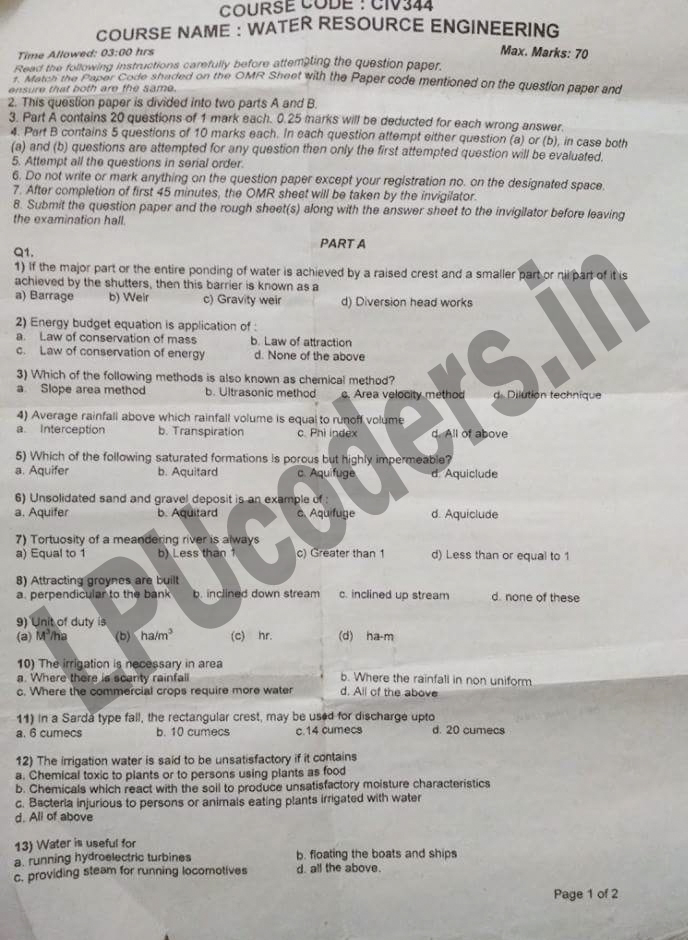 COURSE CODE : CIV344
COURSE NAME : WATER RESOURCE ENGINEERING
Time Allowed: 03:00 hrs Max. Marks: 70
Read the following instructions carefully before attempting the question paper.
1. Match the Paper Code shaded on the OMR Sheet with the Paper code mentioned on the question paper and
ensure that both are the same.
2. This question paper is divided into two parts A and B.
3. Part A contains 20 questions of 1 mark each. 0.25 marks will be deducted for each wrong answer.
4. Part B contains 5 questions of 10 marks each. In each question attempt either question (a) or (b), in case both
(a) and (b) questions are attempted for any question then only the first attempted question will be evaluated.
5. Attempt all the questions in serial order.
6. Do not write or mark anything on the question paper except your registration no. on the designated space.
7. After completion of first 45 minutes, the OMR sheet will be taken by the invigilator.
8. Submit the question paper and the rough sheet(s) along with the answer sheet to the invigilator before leaving
the examination hall.
PART A
Q1.
1) If the major part or the entire ponding of water is achieved by a raised crest and a smaller part or nil part of it is
achieved by the shutters, then this barrier is known as a
a) Barrage b) Weir c) Gravity weir d) Diversion head works
2) Energy budget equation is application of :
a. Law of conservation of mass b. Law of attraction
c. Law of conservation of energy d. None of the above
3) Which of the following methods is also known as chemical method?
a. Slope area method b. Ultrasonic method c. Area velocity method d. Dilution technique
4) Average rainfall above which rainfall volume is equal to runoff volume
a. Interception b. Transpiration c. Phi index d. All of above
5) Which of the following saturated formations is porous but highly impermeable?
a. Aquifer b. Aquitard c. Aquifuge d. Aquiclude
6) Unsolidated sand and gravel deposit is an example of :
a. Aquifer b. Aquitard c. Aquifuge d. Aquiclude
7) Tortuosity of a meandering river is always
a) Equal to 1 b) Less than 1 c) Greater than 1 d) Less than or equal to 1
8) Attracting groynes are built
a. perpendicular to the bank b. inclined down stream c. inclined up stream d. none of these
9) Unit of duty is
(a) M³/ha (b) ha/m³ (c) hr. (d) ha-m
10) The irrigation is necessary in area
a. Where there is scanty rainfall b. Where the rainfall in non uniform
c. Where the commercial crops require more water d. All of the above
11) In a Sarda type fall, the rectangular crest, may be used for discharge upto
a. 6 cumecs b. 10 cumecs c.14 cumecs d. 20 cumecs
12) The irrigation water is said to be unsatisfactory if it contains
a. Chemical toxic to plants or to persons using plants as food
b. Chemicals which react with the soil to produce unsatisfactory moisture characteristics
c. Bacteria injurious to persons or animals eating plants irrigated with water
d. All of above
13) Water is useful for
a. running hydroelectric turbines b. floating the boats and ships
c. providing steam for running locomotives d. all the above.
Page 1 of 2
LPUcoders.in